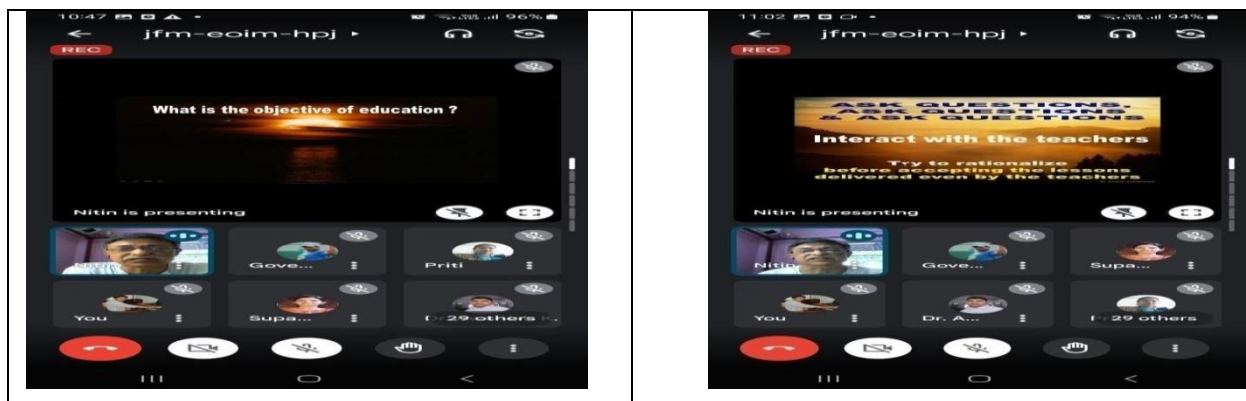 10:47 96%
jfm-eoim-hpj
REC
What is the objective of education ?
Nitin is presenting
Gove...
Priti
You
Supa...
29 others
11:02 94%
jfm-eoim-hpj
REC
ASK QUESTIONS,
ASK QUESTIONS
& ASK QUESTIONS
Interact with the teachers
Try to rationalize
before accepting the lessons
delivered even by the teachers
Nitin is presenting
Nitin
Gove...
Supa...
You
Dr. A...
29 others